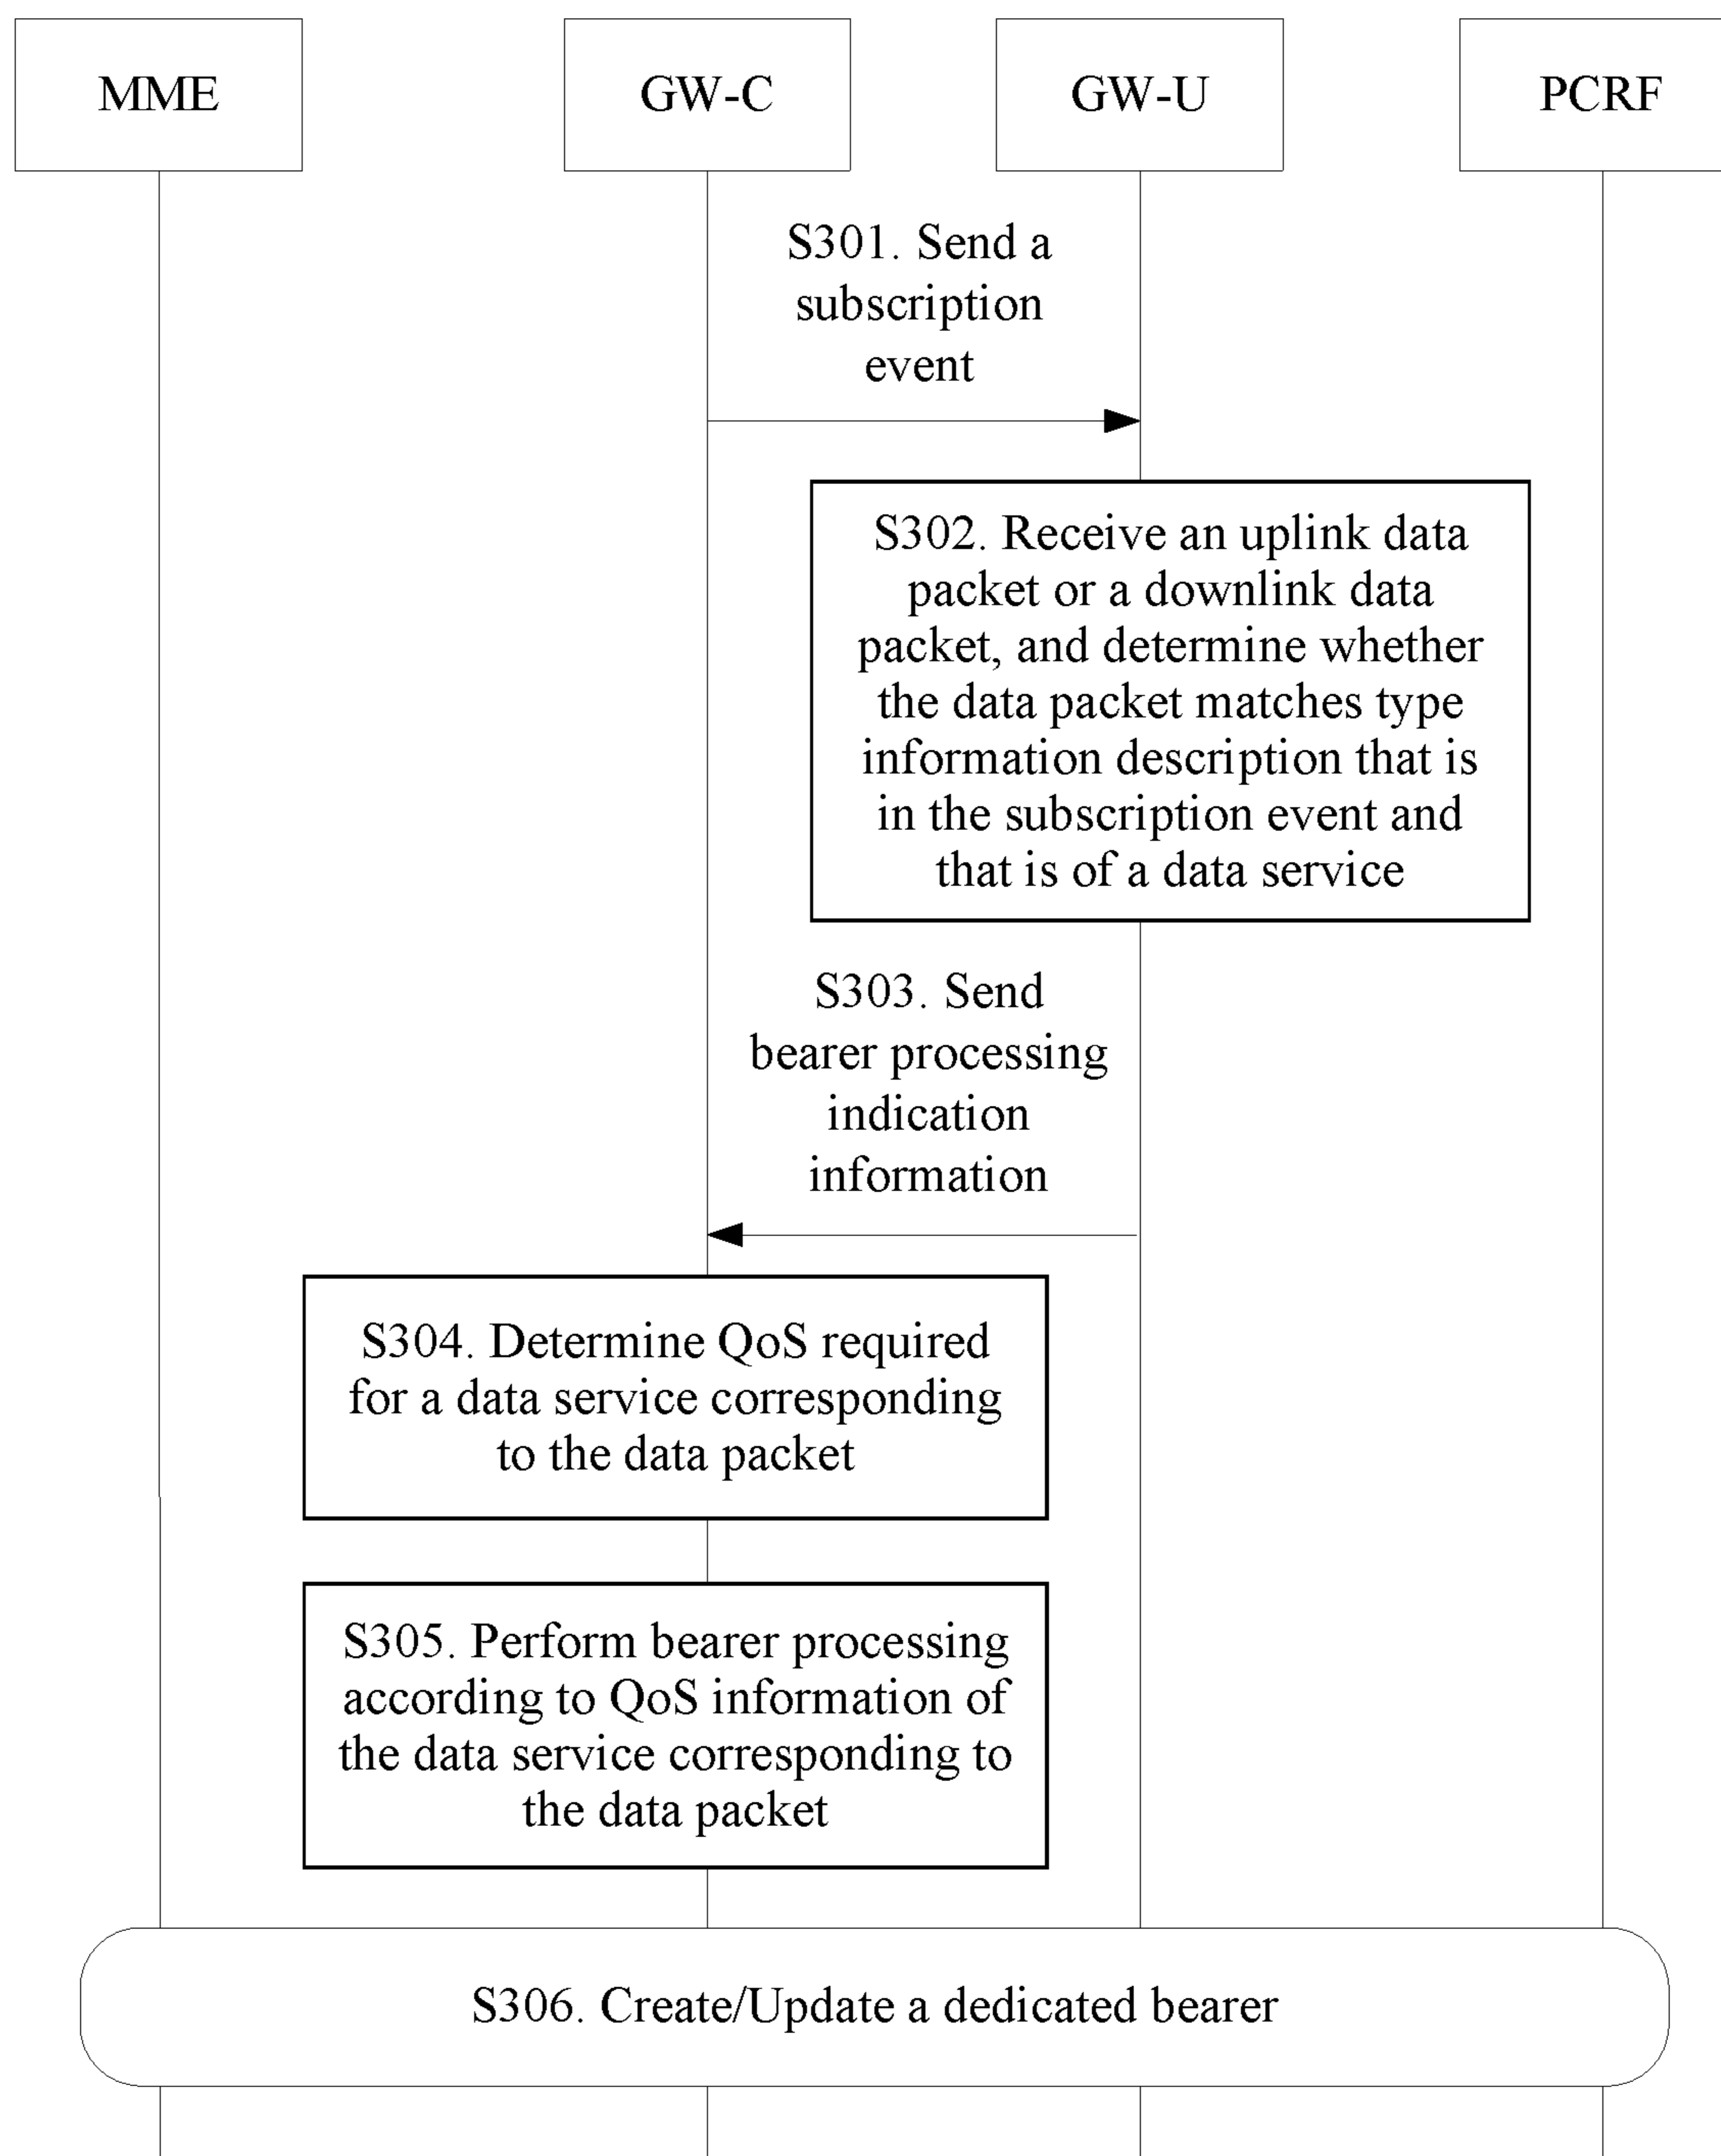 MME
GW-C
GW-U
PCRF
S301. Send a
subscription
event
S302. Receive an uplink data
packet or a downlink data
packet, and determine whether
the data packet matches type
information description that is
in the subscription event and
that is of a data service
S303. Send
bearer processing
indication
information
S304. Determine QoS required
for a data service corresponding
to the data packet
S305. Perform bearer processing
according to QoS information of
the data service corresponding to
the data packet
S306. Create/Update a dedicated bearer